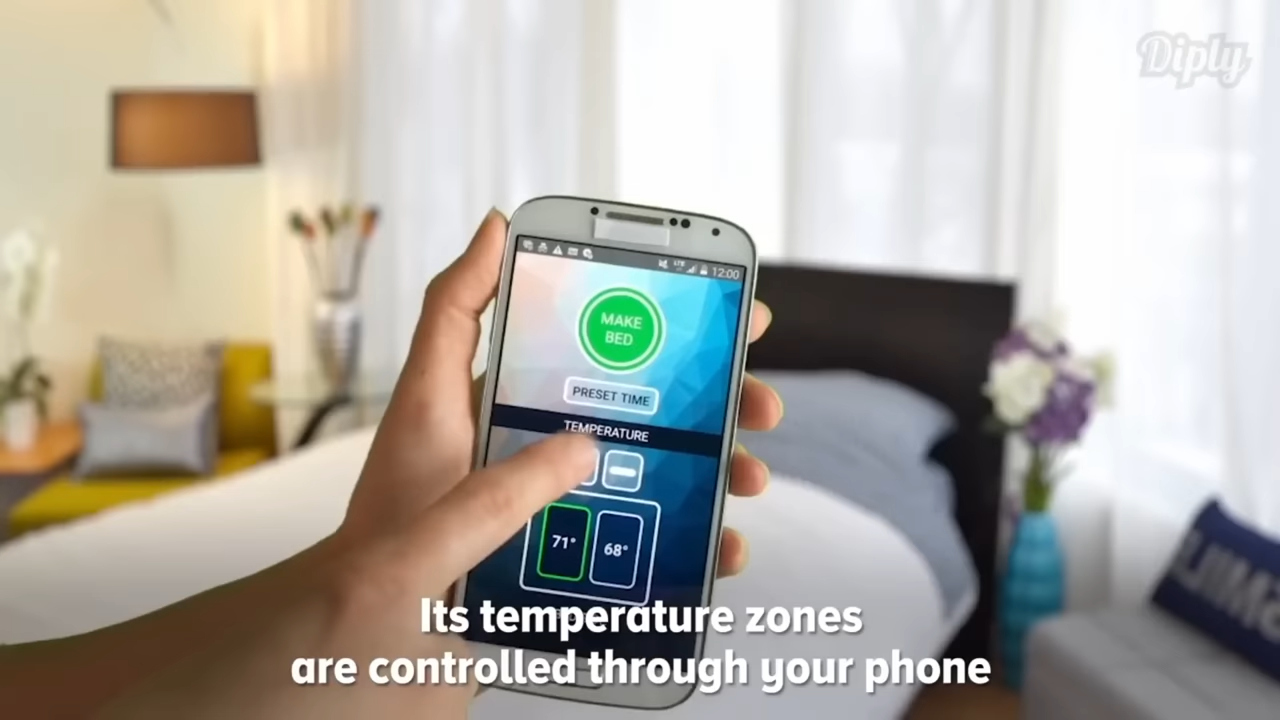 Diply
12:00
MAKE
BED
PRESET TIME
TEMPERATURE
71° 68°
Its temperature zones
are controlled through your phone